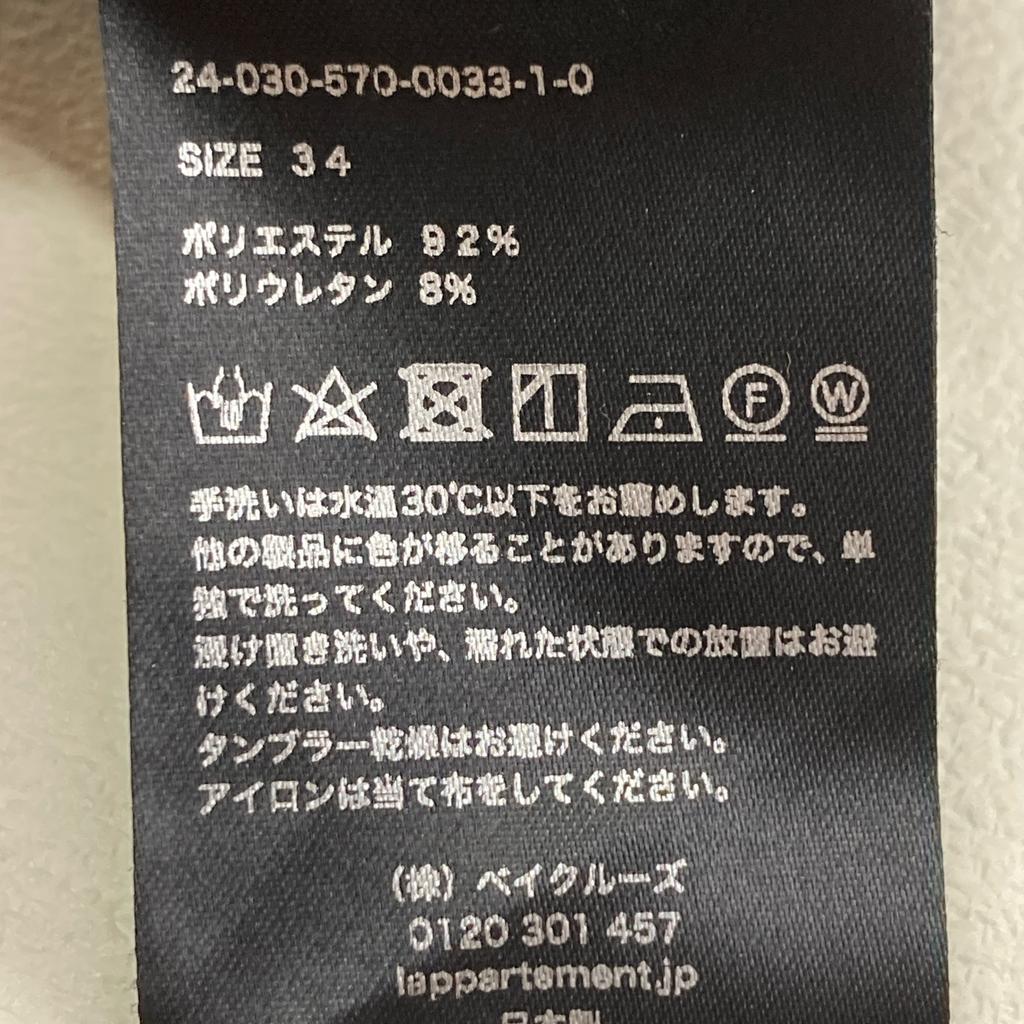 24-030-570-0033-1-0
SIZE 34
ポリエステル 92%
ポリウレタン 8%
F W
手洗いは水温30℃以下をお薦めします。
他の製品に色が移ることがありますので、単
独で洗ってください。
浸け置き洗いや、濡れた状態での放置はお避
けください。
タンブラー乾燥はお避けください。
アイロンは当て布をしてください。
(株) ベイクルーズ
0120 301 457
lappartement.jp
日本製